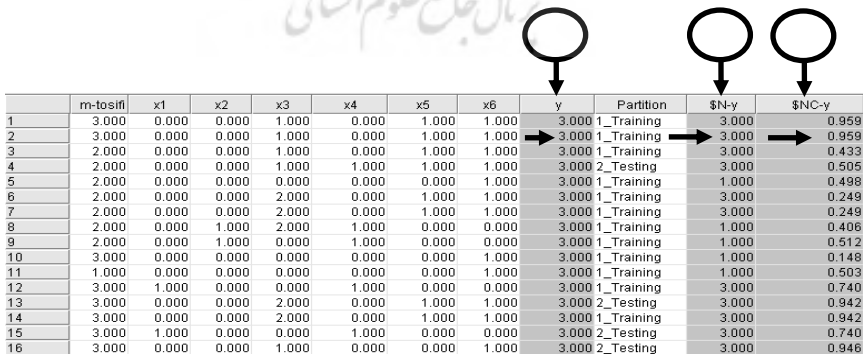 پرتال جامع علوم انسانی
m-tosifi x1 x2 x3 x4 x5 x6 y Partition $N-y $NC-y
1 3.000 0.000 0.000 1.000 0.000 1.000 1.000 3.000 1_Training 3.000 0.959
2 3.000 0.000 0.000 1.000 0.000 1.000 1.000 3.000 1_Training 3.000 0.959
3 2.000 0.000 0.000 1.000 0.000 1.000 1.000 3.000 1_Training 3.000 0.433
4 2.000 0.000 0.000 1.000 1.000 1.000 1.000 3.000 2_Testing 3.000 0.505
5 2.000 0.000 0.000 0.000 0.000 0.000 1.000 3.000 1_Training 1.000 0.498
6 2.000 0.000 0.000 2.000 0.000 1.000 1.000 3.000 1_Training 3.000 0.249
7 2.000 0.000 0.000 2.000 0.000 1.000 1.000 3.000 1_Training 3.000 0.249
8 2.000 0.000 1.000 2.000 1.000 0.000 0.000 3.000 1_Training 1.000 0.406
9 2.000 0.000 1.000 0.000 1.000 0.000 0.000 3.000 1_Training 1.000 0.512
10 3.000 0.000 0.000 0.000 0.000 0.000 1.000 3.000 1_Training 1.000 0.148
11 1.000 0.000 0.000 0.000 0.000 0.000 1.000 3.000 1_Training 1.000 0.503
12 3.000 1.000 0.000 0.000 1.000 0.000 0.000 3.000 1_Training 3.000 0.740
13 3.000 0.000 0.000 2.000 0.000 1.000 1.000 3.000 2_Testing 3.000 0.942
14 3.000 0.000 0.000 2.000 0.000 1.000 1.000 3.000 1_Training 3.000 0.942
15 3.000 1.000 0.000 0.000 1.000 0.000 0.000 3.000 2_Testing 3.000 0.740
16 3.000 0.000 0.000 1.000 0.000 0.000 1.000 3.000 2_Testing 3.000 0.946